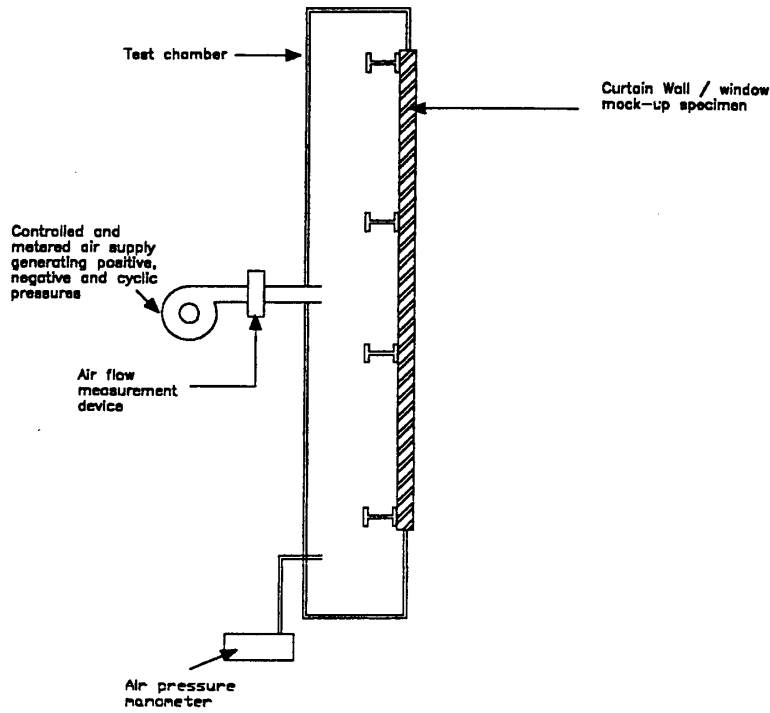 Test chamber
Curtain Wall / window
mock-up specimen
Controlled and
metered air supply
generating positive,
negative and cyclic
pressures
Air flow
measurement
device
Air pressure
manometer